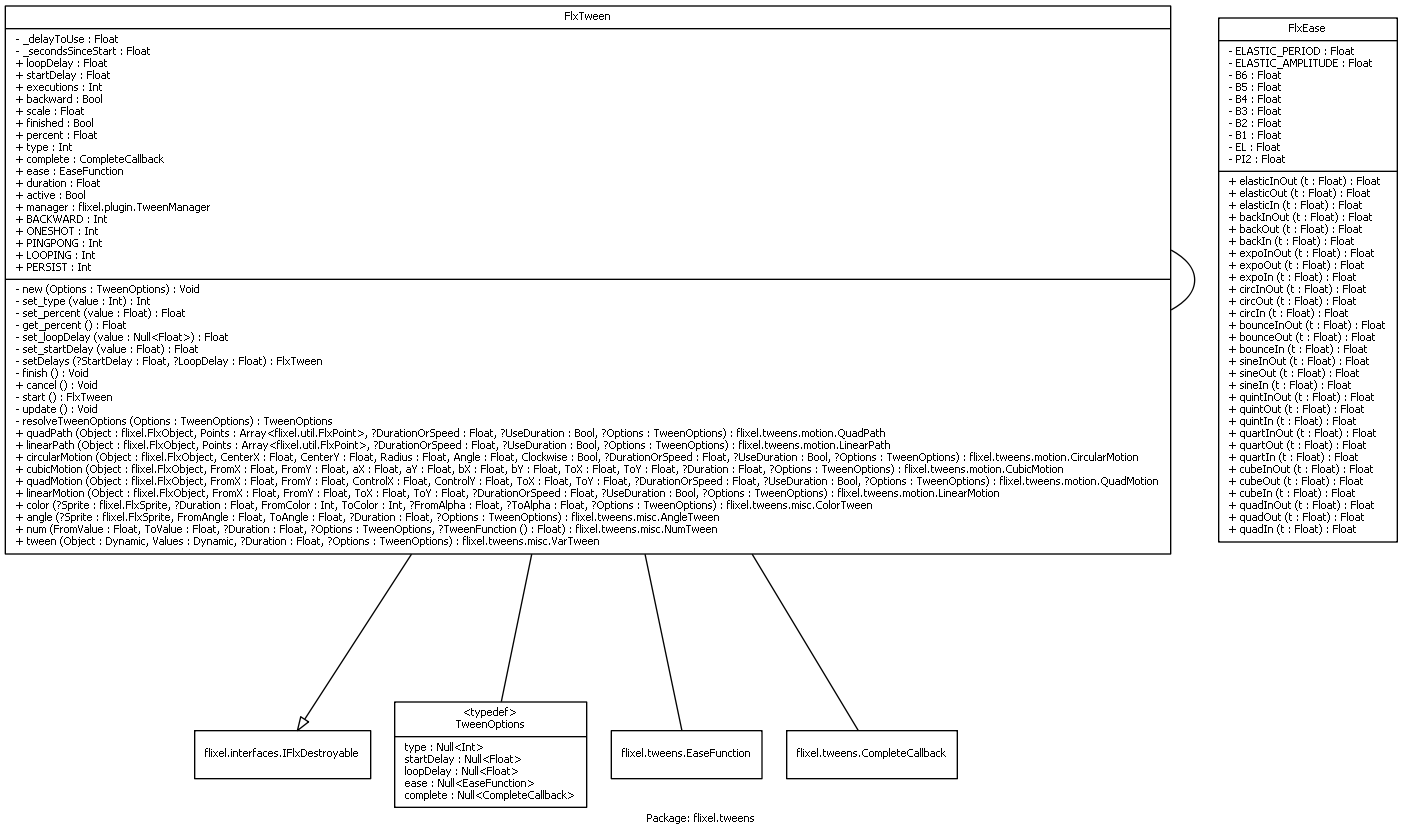 FlxTween
- _delayToUse : Float
- _secondsSinceStart : Float
+ loopDelay : Float
+ startDelay : Float
+ executions : Int
+ backward : Bool
+ scale : Float
+ finished : Bool
+ percent : Float
+ type : Int
+ complete : CompleteCallback
+ ease : EaseFunction
+ duration : Float
+ active : Bool
+ manager : flixel.plugin.TweenManager
+ BACKWARD : Int
+ ONESHOT : Int
+ PINGPONG : Int
+ LOOPING : Int
+ PERSIST : Int
- new (Options : TweenOptions) : Void
- set_type (value : Int) : Int
- set_percent (value : Float) : Float
- get_percent () : Float
- set_loopDelay (value : Null<Float>) : Float
- set_startDelay (value : Float) : Float
- setDelays (?StartDelay : Float, ?LoopDelay : Float) : FlxTween
- finish () : Void
+ cancel () : Void
- start () : FlxTween
- update () : Void
- resolveTweenOptions (Options : TweenOptions) : TweenOptions
+ quadPath (Object : flixel.FlxObject, Points : Array<flixel.util.FlxPoint>, ?DurationOrSpeed : Float, ?UseDuration : Bool, ?Options : TweenOptions) : flixel.tweens.motion.QuadPath
+ linearPath (Object : flixel.FlxObject, Points : Array<flixel.util.FlxPoint>, ?DurationOrSpeed : Float, ?UseDuration : Bool, ?Options : TweenOptions) : flixel.tweens.motion.LinearPath
+ circularMotion (Object : flixel.FlxObject, CenterX : Float, CenterY : Float, Radius : Float, Angle : Float, Clockwise : Bool, ?DurationOrSpeed : Float, ?UseDuration : Bool, ?Options : TweenOptions) : flixel.tweens.motion.CircularMotion
+ cubicMotion (Object : flixel.FlxObject, FromX : Float, FromY : Float, aX : Float, aY : Float, bX : Float, bY : Float, ToX : Float, ToY : Float, ?Duration : Float, ?Options : TweenOptions) : flixel.tweens.motion.CubicMotion
+ quadMotion (Object : flixel.FlxObject, FromX : Float, FromY : Float, ControlX : Float, ControlY : Float, ToX : Float, ToY : Float, ?DurationOrSpeed : Float, ?UseDuration : Bool, ?Options : TweenOptions) : flixel.tweens.motion.QuadMotion
+ linearMotion (Object : flixel.FlxObject, FromX : Float, FromY : Float, ToX : Float, ToY : Float, ?DurationOrSpeed : Float, ?UseDuration : Bool, ?Options : TweenOptions) : flixel.tweens.motion.LinearMotion
+ color (?Sprite : flixel.FlxSprite, ?Duration : Float, FromColor : Int, ToColor : Int, ?FromAlpha : Float, ?ToAlpha : Float, ?Options : TweenOptions) : flixel.tweens.misc.ColorTween
+ angle (?Sprite : flixel.FlxSprite, FromAngle : Float, ToAngle : Float, ?Duration : Float, ?Options : TweenOptions) : flixel.tweens.misc.AngleTween
+ num (FromValue : Float, ToValue : Float, ?Duration : Float, ?Options : TweenOptions, ?TweenFunction () : Float) : flixel.tweens.misc.NumTween
+ tween (Object : Dynamic, Values : Dynamic, ?Duration : Float, ?Options : TweenOptions) : flixel.tweens.misc.VarTween
FlxEase
- ELASTIC_PERIOD : Float
- ELASTIC_AMPLITUDE : Float
- B6 : Float
- B5 : Float
- B4 : Float
- B3 : Float
- B2 : Float
- B1 : Float
- EL : Float
- PI2 : Float
+ elasticInOut (t : Float) : Float
+ elasticOut (t : Float) : Float
+ elasticIn (t : Float) : Float
+ backInOut (t : Float) : Float
+ backOut (t : Float) : Float
+ backIn (t : Float) : Float
+ expoInOut (t : Float) : Float
+ expoOut (t : Float) : Float
+ expoIn (t : Float) : Float
+ circInOut (t : Float) : Float
+ circOut (t : Float) : Float
+ circIn (t : Float) : Float
+ bounceInOut (t : Float) : Float
+ bounceOut (t : Float) : Float
+ bounceIn (t : Float) : Float
+ sineInOut (t : Float) : Float
+ sineOut (t : Float) : Float
+ sineIn (t : Float) : Float
+ quintInOut (t : Float) : Float
+ quintOut (t : Float) : Float
+ quintIn (t : Float) : Float
+ quartInOut (t : Float) : Float
+ quartOut (t : Float) : Float
+ quartIn (t : Float) : Float
+ cubeInOut (t : Float) : Float
+ cubeOut (t : Float) : Float
+ cubeIn (t : Float) : Float
+ quadInOut (t : Float) : Float
+ quadOut (t : Float) : Float
+ quadIn (t : Float) : Float
flixel.interfaces.IFlxDestroyable
<typedef>
TweenOptions
type : Null<Int>
startDelay : Null<Float>
loopDelay : Null<Float>
ease : Null<EaseFunction>
complete : Null<CompleteCallback>
flixel.tweens.EaseFunction
flixel.tweens.CompleteCallback
Package: flixel.tweens